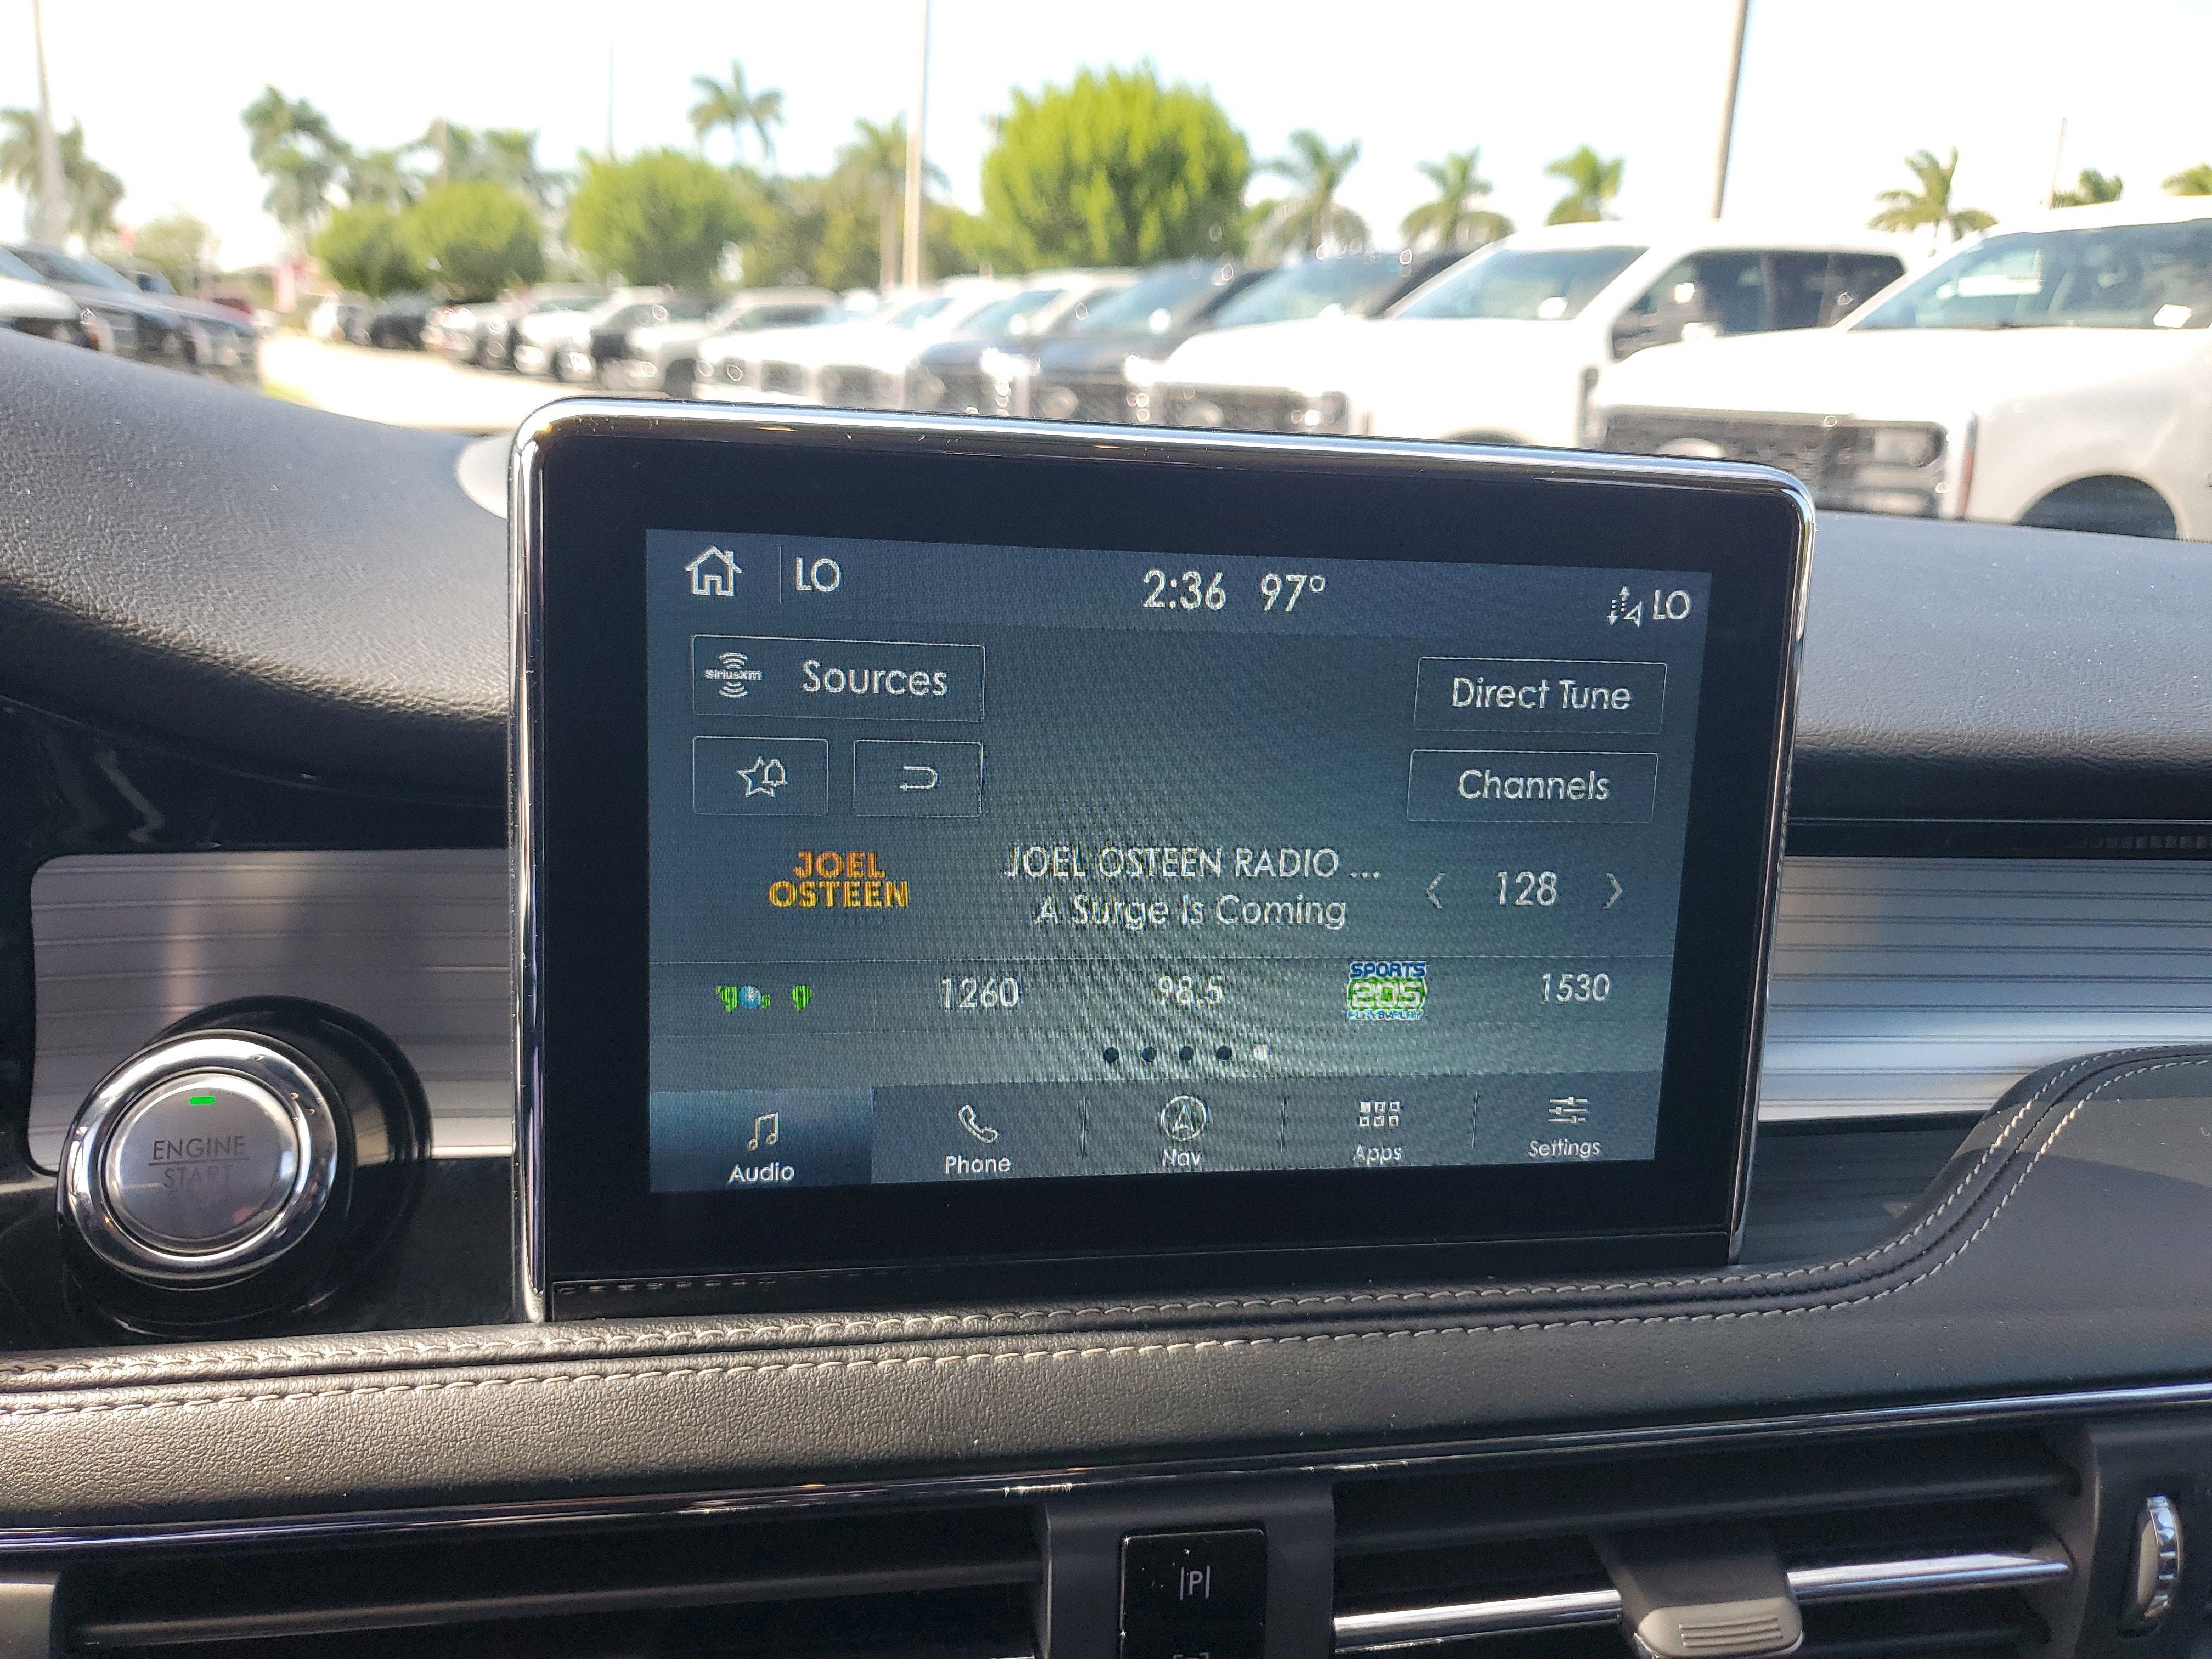 LO
2:36 97°
LO
SiriusXM
Sources
Direct Tune
Channels
JOEL
OSTEEN
RADIO
JOEL OSTEEN RADIO ...
A Surge Is Coming
128
'90s 9
1260
98.5
SPORTS
205
PLAYBYPLAY
1530
Audio
Phone
Nav
Apps
Settings
ENGINE
START
P